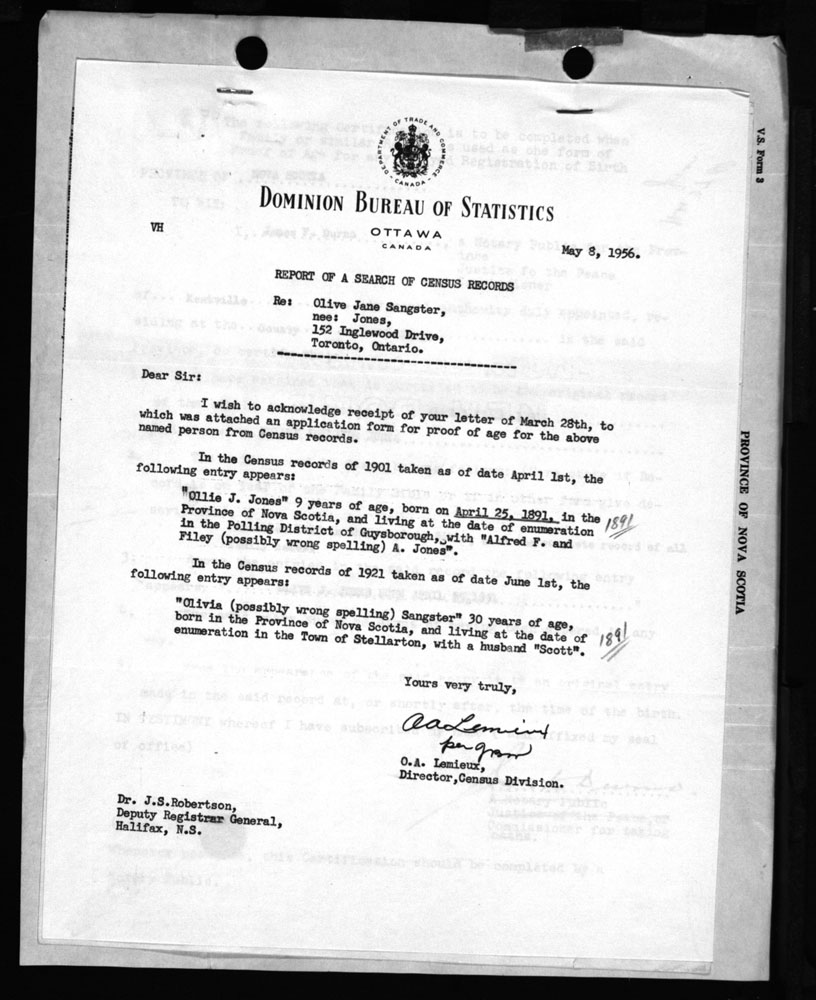 DEPARTMENT OF TRADE AND COMMERCE
CANADA
DOMINION BUREAU OF STATISTICS
OTTAWA
CANADA
VH
May 8, 1956.
REPORT OF A SEARCH OF CENSUS RECORDS
Re: Olive Jane Sangster,
nee: Jones,
152 Inglewood Drive,
Toronto, Ontario.
Dear Sir:
I wish to acknowledge receipt of your letter of March 28th, to
which was attached an application form for proof of age for the above
named person from Census records.
In the Census records of 1901 taken as of date April 1st, the
following entry appears:
"Ollie J. Jones" 9 years of age, born on April 25, 1891, in the
Province of Nova Scotia, and living at the date of enumeration 1891
in the Polling District of Guysborough, with "Alfred F. and
Filey (possibly wrong spelling) A. Jones".
In the Census records of 1921 taken as of date June 1st, the
following entry appears:
"Olivia (possibly wrong spelling) Sangster" 30 years of age,
born in the Province of Nova Scotia, and living at the date of 1891
enumeration in the Town of Stellarton, with a husband "Scott".
Yours very truly,
O A Lemieux
per
O.A. Lemieux,
Director,Census Division.
Dr. J.S.Robertson,
Deputy Registrar General,
Halifax, N.S.
V.S. Form 3
PROVINCE OF NOVA SCOTIA